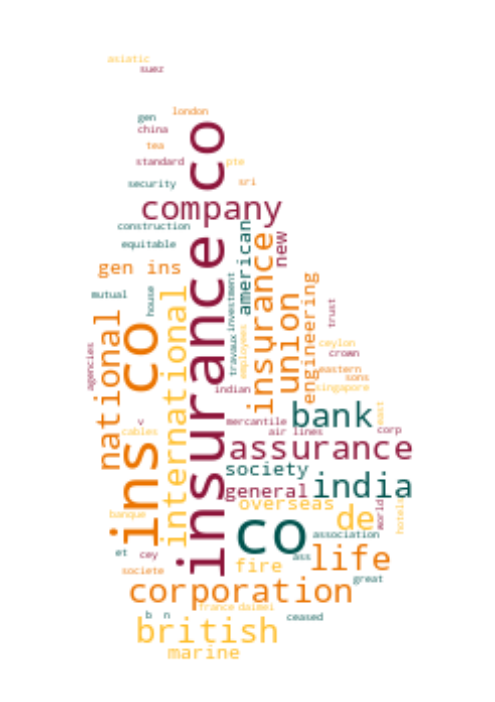 asiatic
suez
london
gen
china
tea
standard
pte
security
sri
company
construction
american
new
equitable
gen ins
insurance co
insurance
union
engineering
mutual
house
international
investment
travaux
employees
trust
national
ins co
agencies
ceylon
crown
eastern
sons
singapore
indian
v
cables
mercantile
air lines
bank
east
corp
assurance
society
general
india
overseas
world
hotels
banque
co
de
association
et
cey
ass
life
societe
fire
great
corporation
france
daimei
b
n
ceased
british
marine